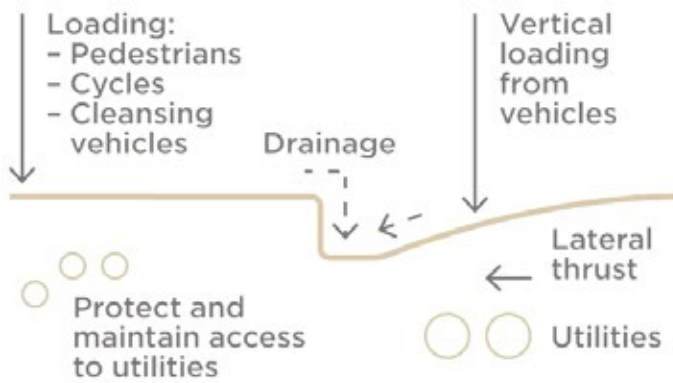 Loading:
– Pedestrians
– Cycles
– Cleansing
vehicles
Drainage
Vertical
loading
from
vehicles
Lateral
thrust
Protect and
maintain access
to utilities
Utilities